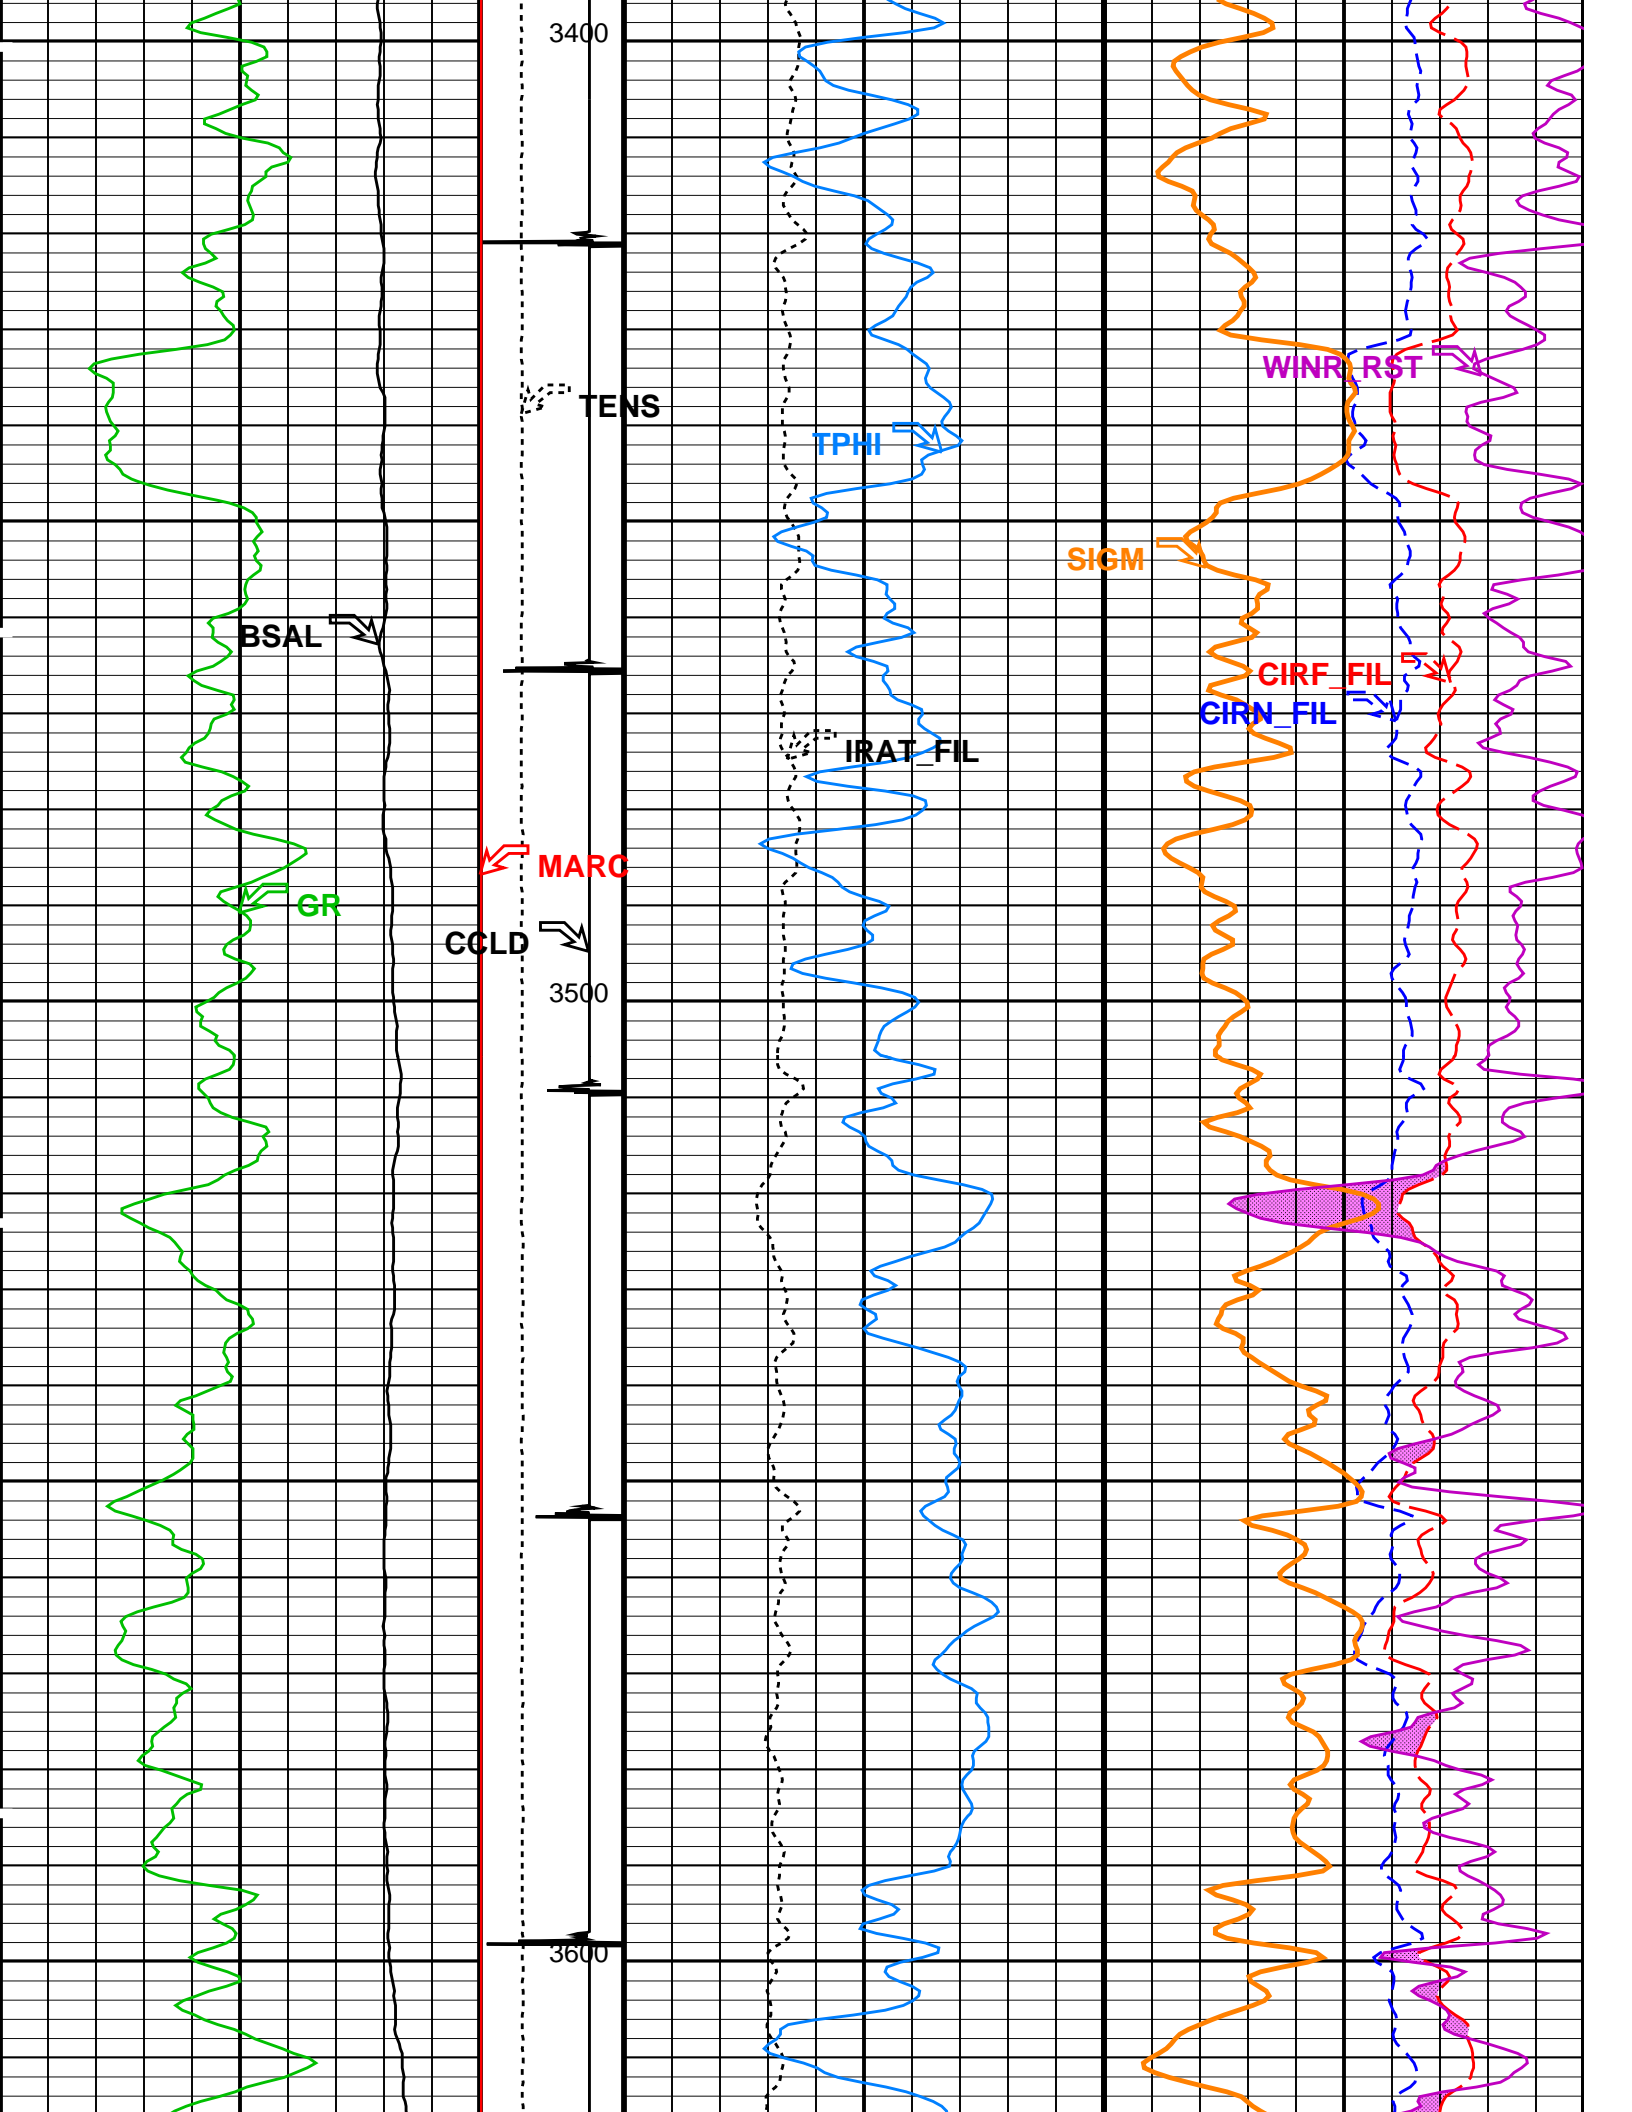 3400
WINR_RST
TENS
TPHI
SIGM
BSAL
CIRF_FIL
CIRN_FIL
IRAT_FIL
MARC
GR
CCLD
3500
3600